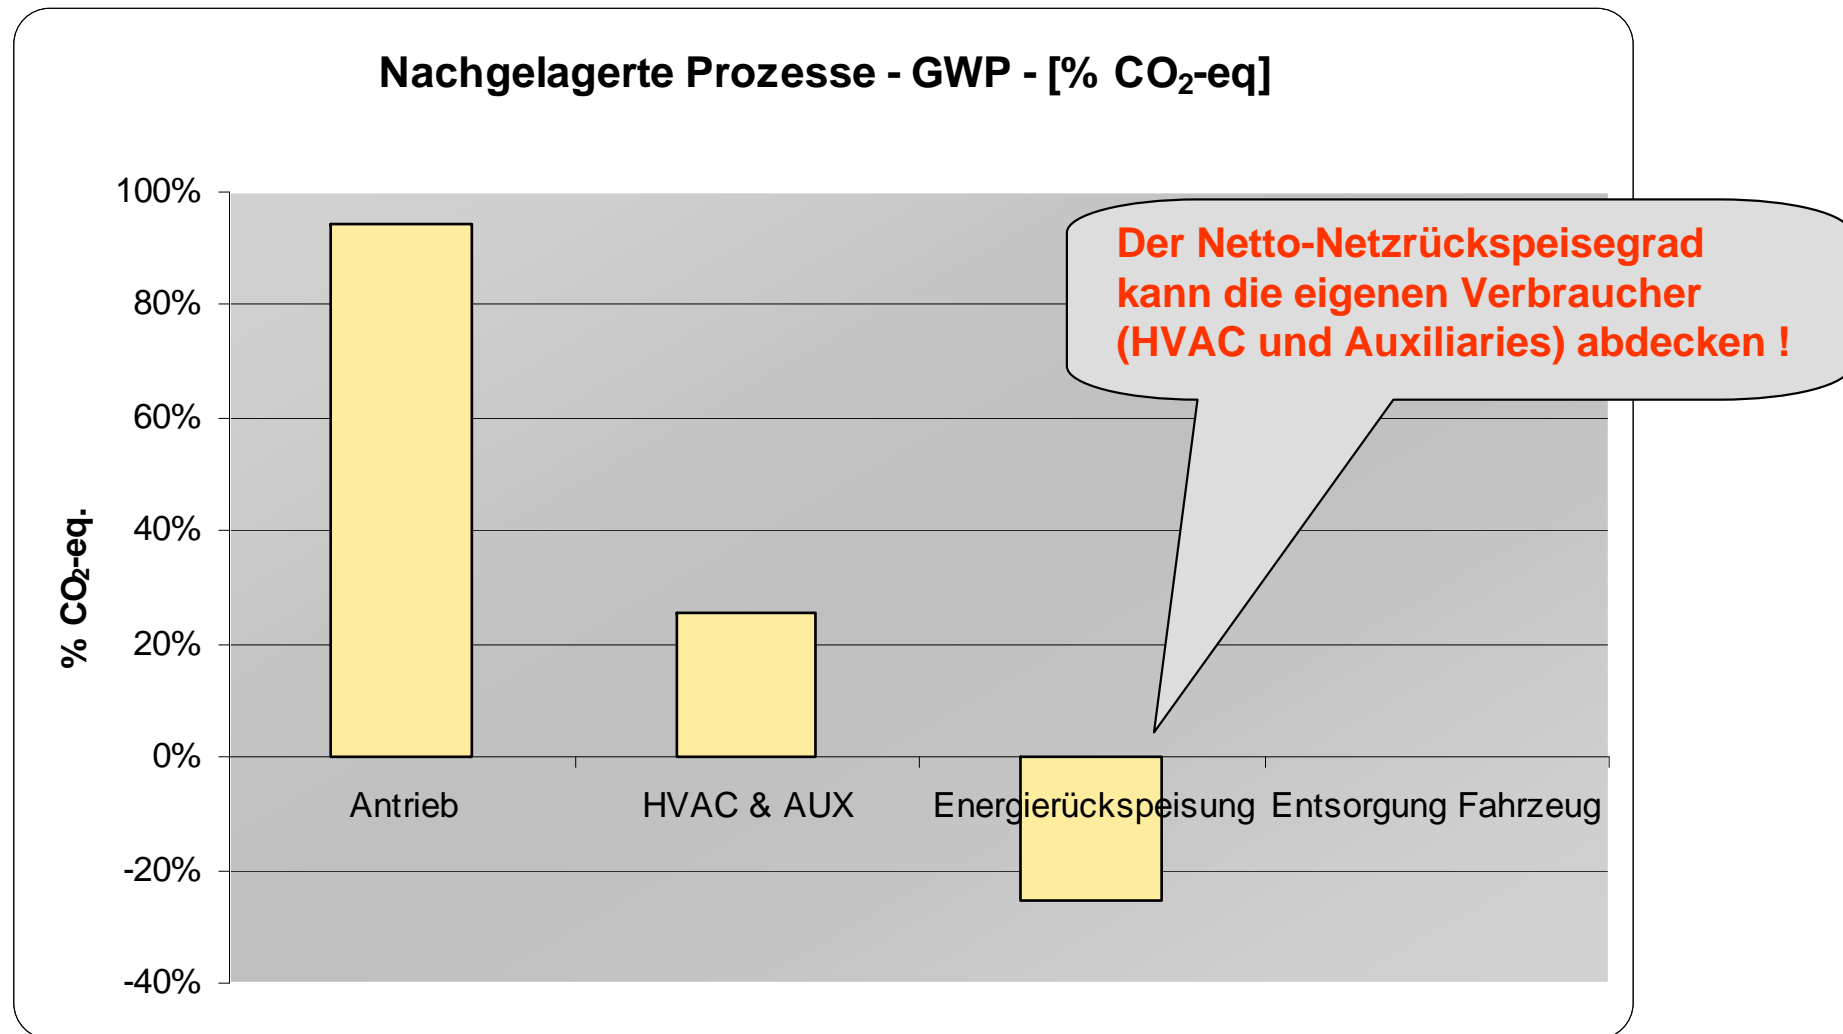 Nachgelagerte Prozesse - GWP - [% CO₂-eq]
100%
80%
60%
40%
20%
0%
-20%
-40%
% CO₂-eq.
Der Netto-Netzrückspeisegrad
kann die eigenen Verbraucher
(HVAC und Auxiliaries) abdecken !
Antrieb
HVAC & AUX
Energierückspeisung
Entsorgung Fahrzeug